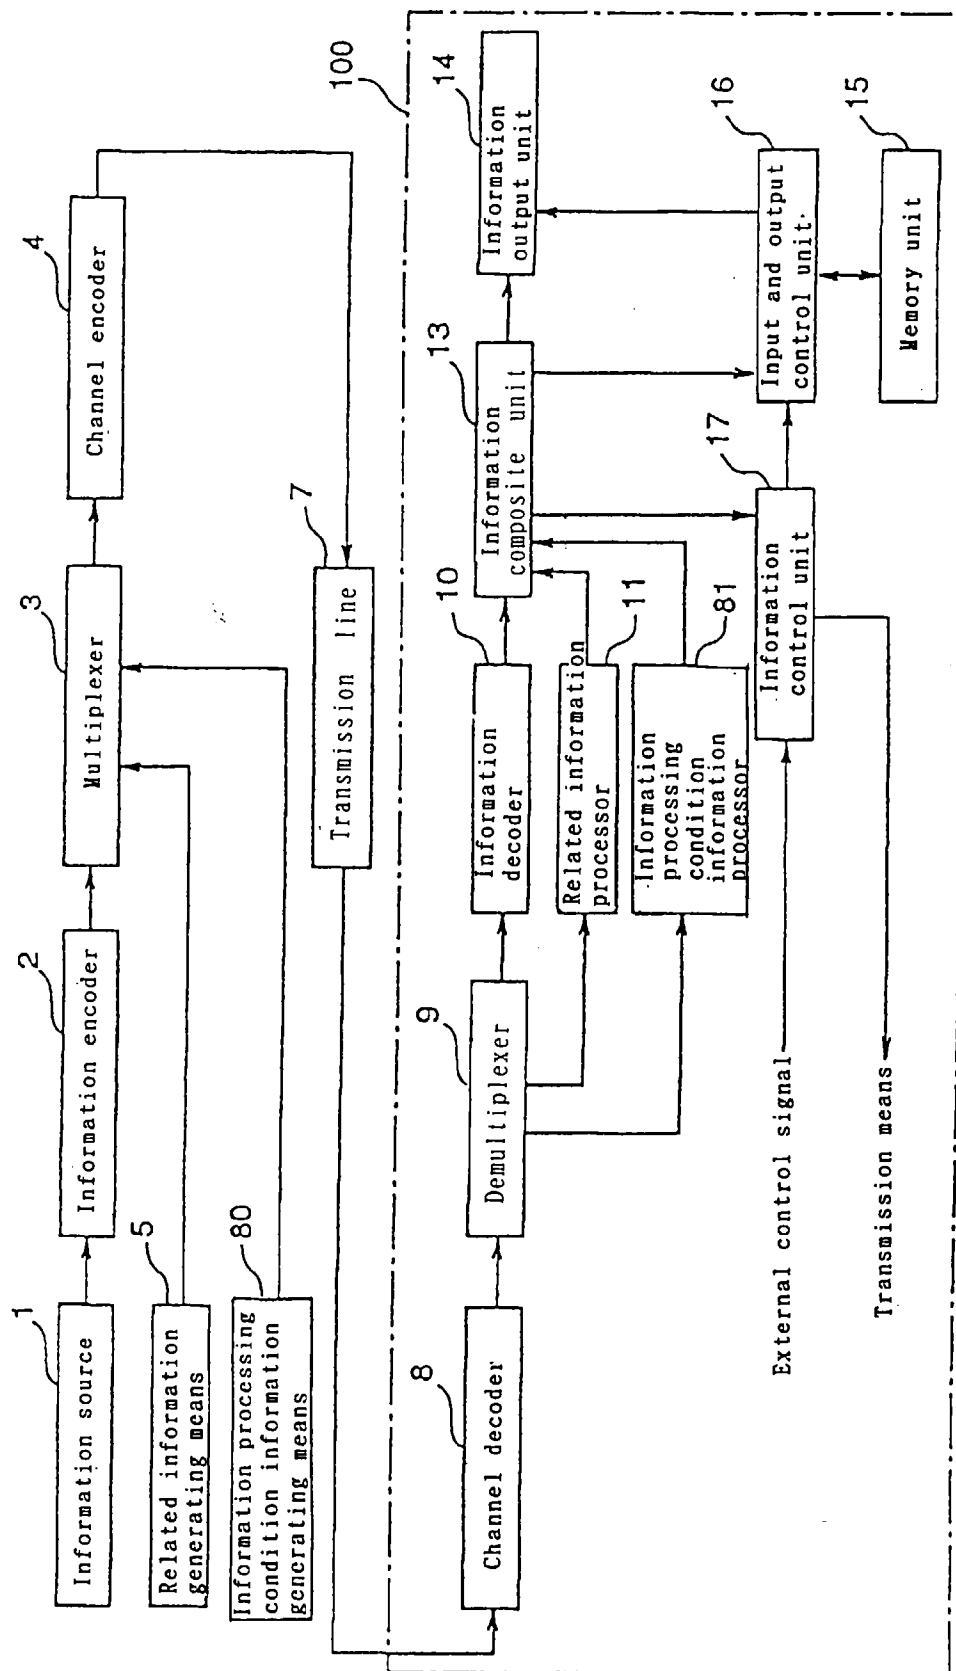 1
Information source
2
Information encoder
3
Multiplexer
4
Channel encoder
5
Related information
generating means
80
Information processing
condition information
generating means
7
Transmission line
100
8
Channel decoder
9
Demultiplexer
10
Information
decoder
11
Related information
processor
81
Information
processing
condition
information
processor
13
Information
composite unit
14
Information
output unit
17
Information
control unit
16
Input and output
control unit
15
Memory unit
External control signal
Transmission means